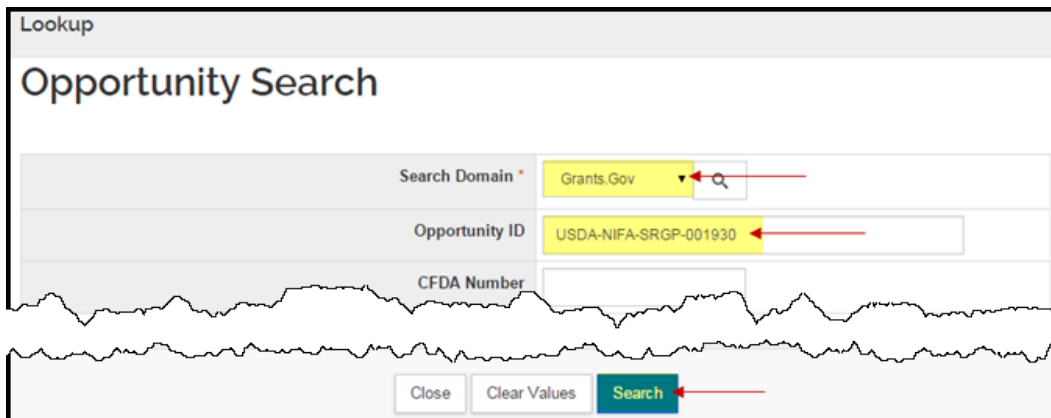 Lookup
Opportunity Search
Search Domain * Grants.Gov
Opportunity ID USDA-NIFA-SRGP-001930
CFDA Number
Close Clear Values Search